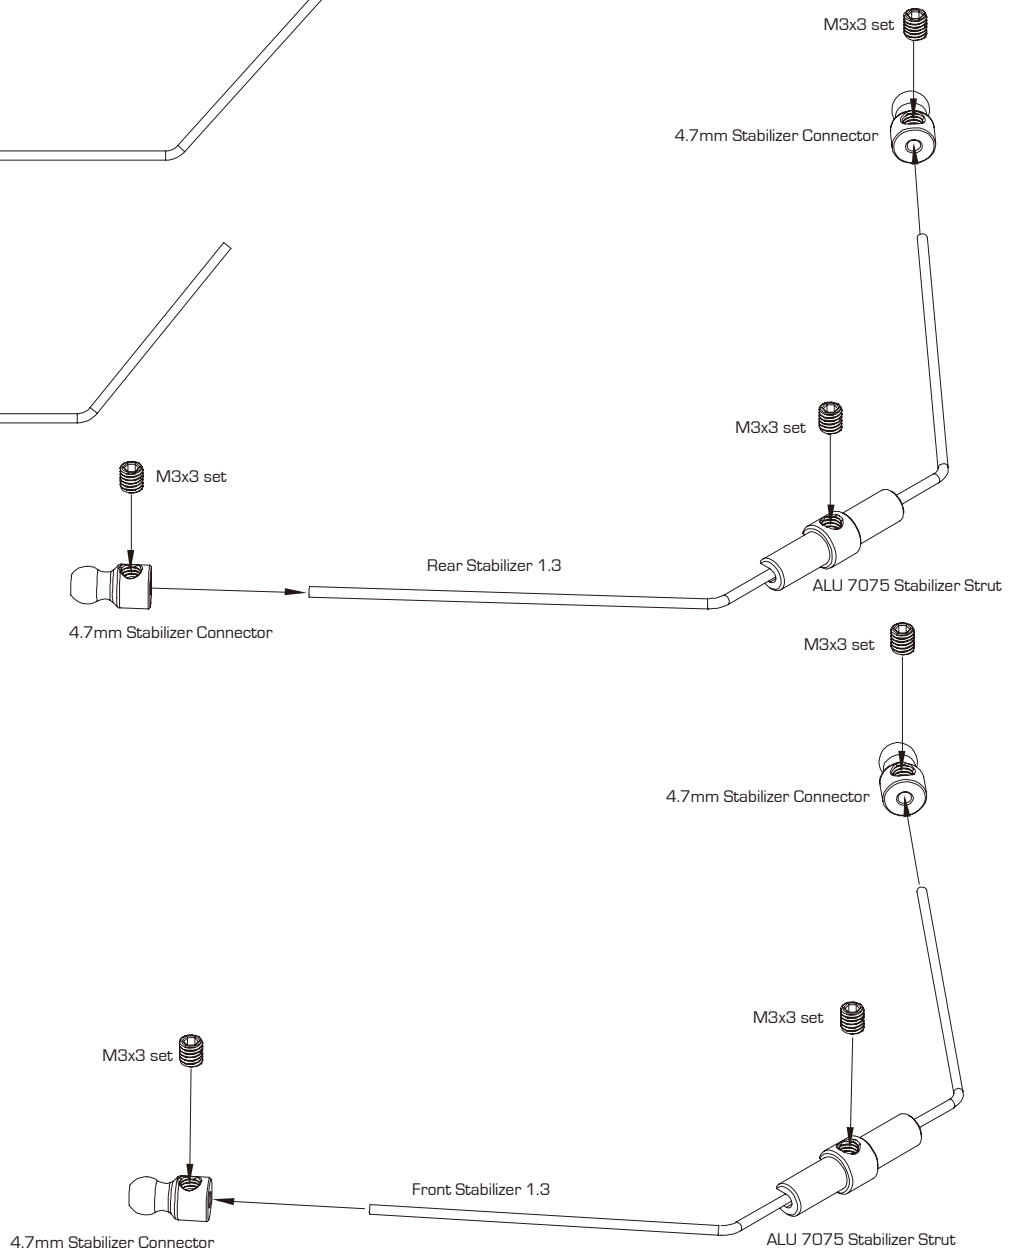 M3x3 set
4.7mm Stabilizer Connector
M3x3 set
M3x3 set
Rear Stabilizer 1.3
ALU 7075 Stabilizer Strut
4.7mm Stabilizer Connector
M3x3 set
4.7mm Stabilizer Connector
M3x3 set
M3x3 set
Front Stabilizer 1.3
ALU 7075 Stabilizer Strut
4.7mm Stabilizer Connector